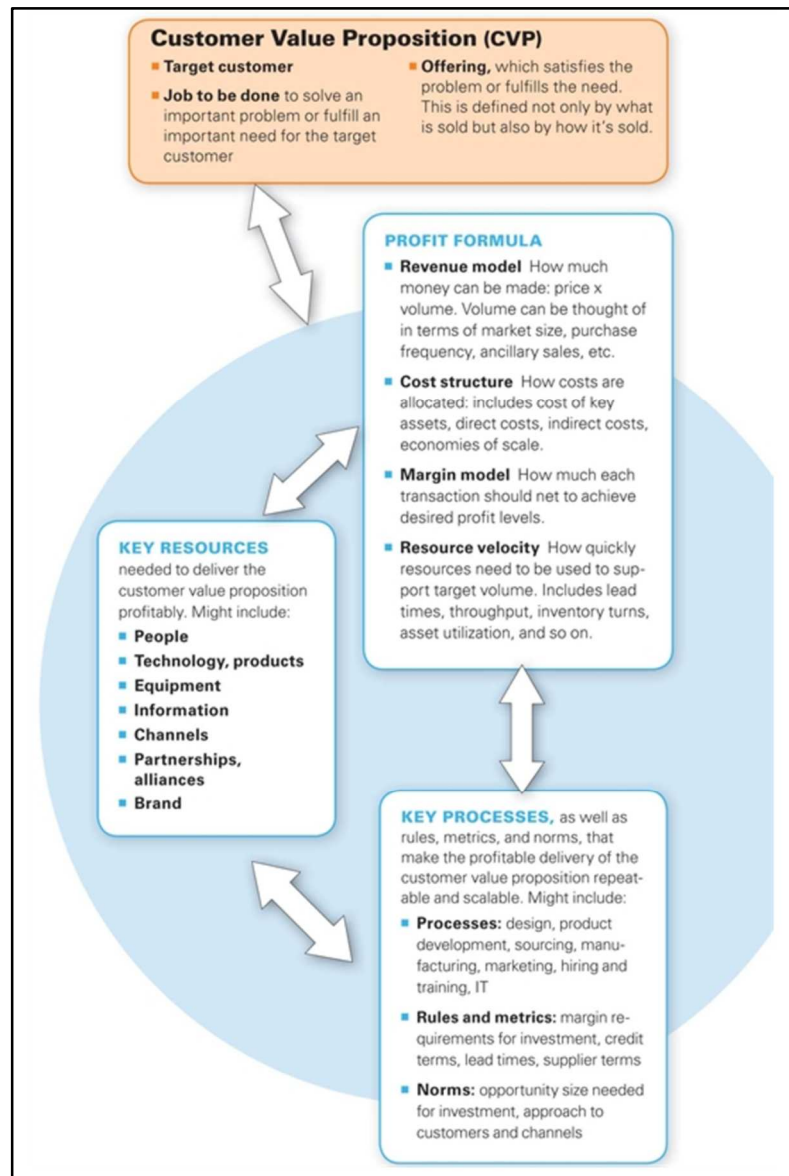 Customer Value Proposition (CVP)
■ Target customer
■ Job to be done to solve an
important problem or fulfill an
important need for the target
customer
■ Offering, which satisfies the
problem or fulfills the need.
This is defined not only by what
is sold but also by how it's sold.
PROFIT FORMULA
■ Revenue model How much
money can be made: price x
volume. Volume can be thought of
in terms of market size, purchase
frequency, ancillary sales, etc.
■ Cost structure How costs are
allocated: includes cost of key
assets, direct costs, indirect costs,
economies of scale.
■ Margin model How much each
transaction should net to achieve
desired profit levels.
■ Resource velocity How quickly
resources need to be used to sup-
port target volume. Includes lead
times, throughput, inventory turns,
asset utilization, and so on.
KEY RESOURCES
needed to deliver the
customer value proposition
profitably. Might include:
■ People
■ Technology, products
■ Equipment
■ Information
■ Channels
■ Partnerships,
alliances
■ Brand
KEY PROCESSES, as well as
rules, metrics, and norms, that
make the profitable delivery of the
customer value proposition repeat-
able and scalable. Might include:
■ Processes: design, product
development, sourcing, manu-
facturing, marketing, hiring and
training, IT
■ Rules and metrics: margin re-
quirements for investment, credit
terms, lead times, supplier terms
■ Norms: opportunity size needed
for investment, approach to
customers and channels